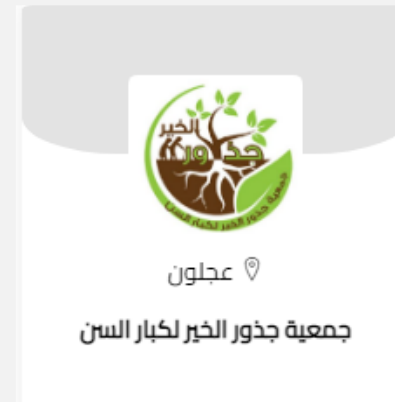 الخير
جذور
جمعية جذور الخير لكبار السن
عجلون
جمعية جذور الخير لكبار السن